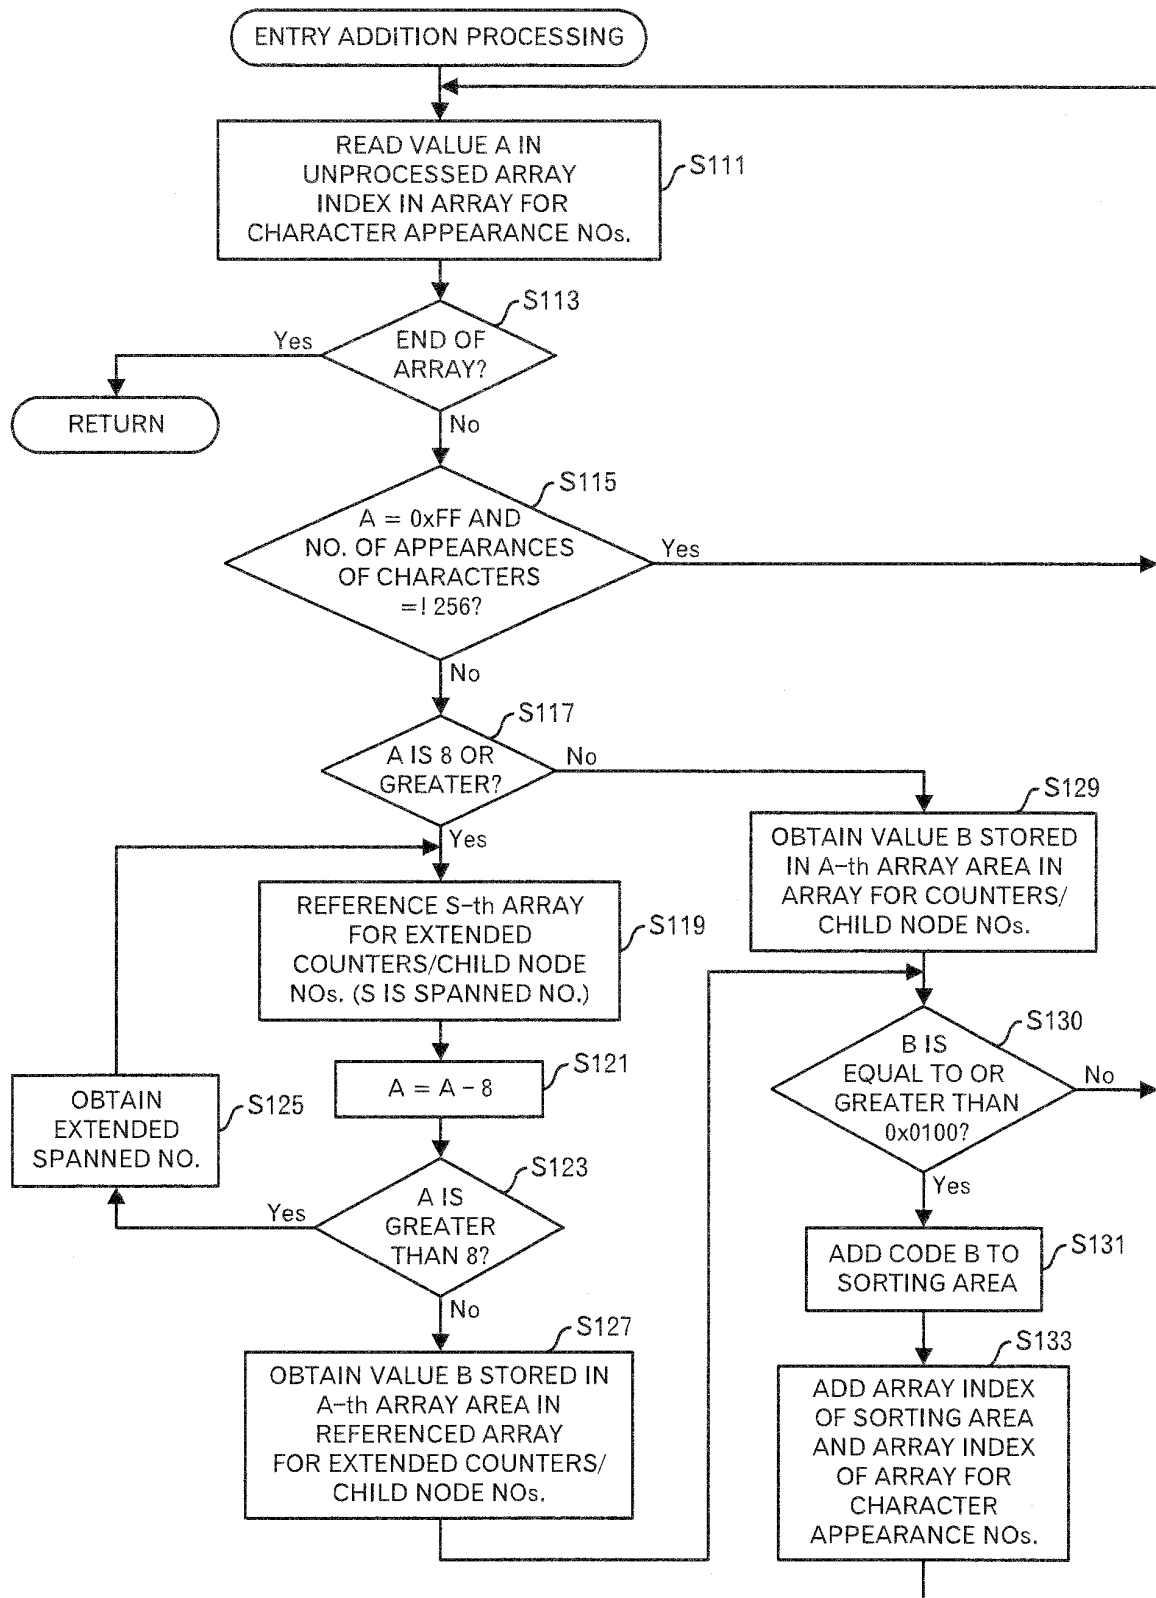 ENTRY ADDITION PROCESSING
READ VALUE A IN
UNPROCESSED ARRAY
INDEX IN ARRAY FOR
CHARACTER APPEARANCE NOs.
S111
S113
END OF
ARRAY?
Yes
RETURN
No
S115
A = 0xFF AND
NO. OF APPEARANCES
OF CHARACTERS
=! 256?
Yes
No
S117
A IS 8 OR
GREATER?
No
Yes
S129
OBTAIN VALUE B STORED
IN A-th ARRAY AREA IN
ARRAY FOR COUNTERS/
CHILD NODE NOs.
REFERENCE S-th ARRAY
FOR EXTENDED
COUNTERS/CHILD NODE
NOs. (S IS SPANNED NO.)
S119
S130
B IS
EQUAL TO OR
GREATER THAN
0x0100?
No
Yes
S121
A = A - 8
OBTAIN
EXTENDED
SPANNED NO.
S125
S123
A IS
GREATER
THAN 8?
Yes
No
ADD CODE B TO
SORTING AREA
S131
S127
OBTAIN VALUE B STORED IN
A-th ARRAY AREA IN
REFERENCED ARRAY
FOR EXTENDED COUNTERS/
CHILD NODE NOs.
S133
ADD ARRAY INDEX
OF SORTING AREA
AND ARRAY INDEX
OF ARRAY FOR
CHARACTER
APPEARANCE NOs.